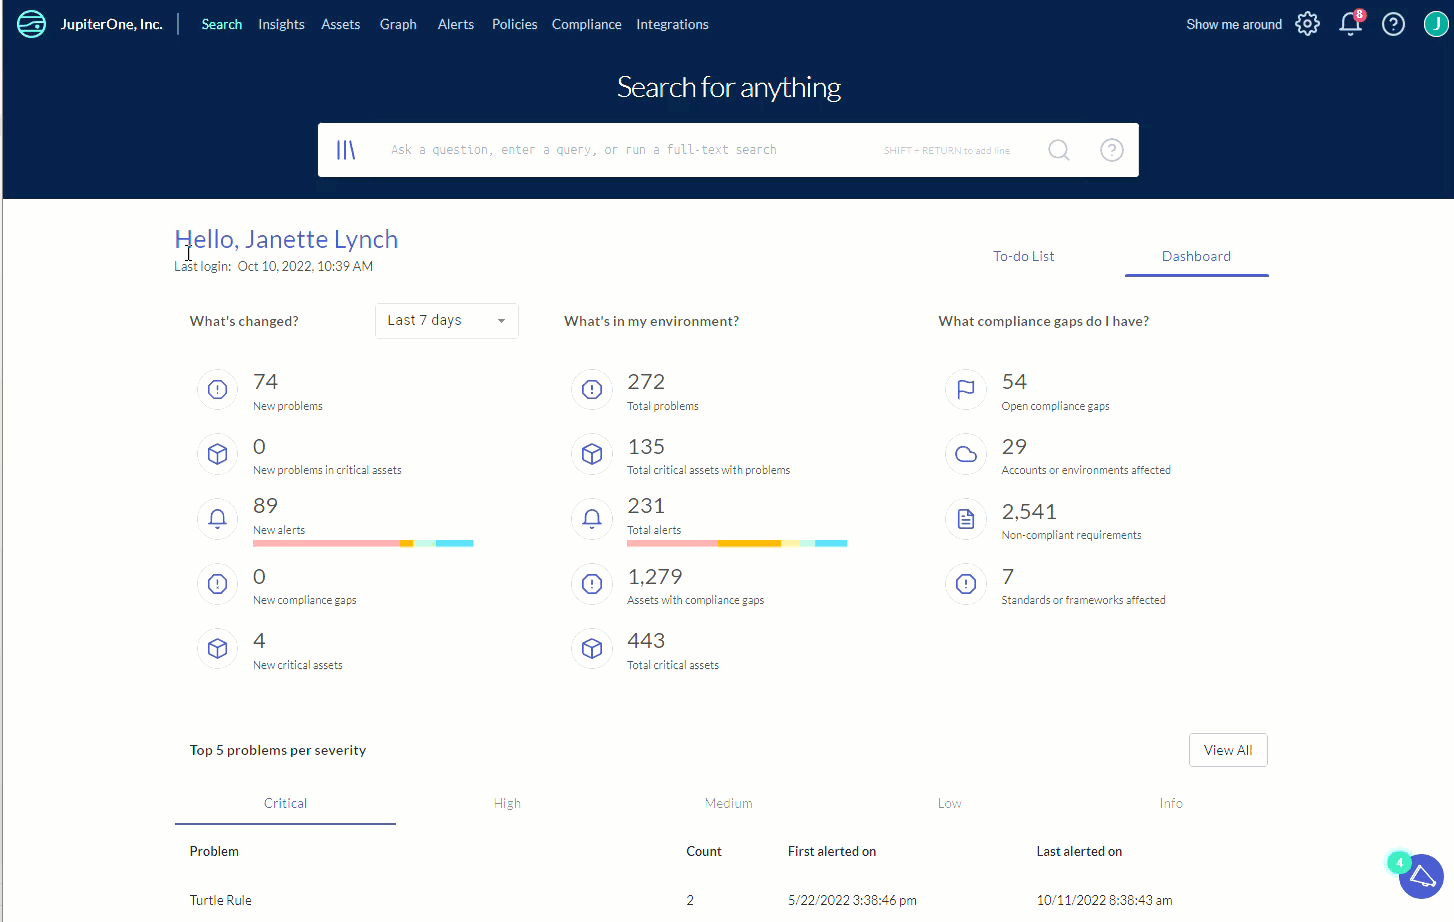 JupiterOne, Inc. Search Insights Assets Graph Alerts Policies Compliance Integrations Show me around 8 J
Search for anything
Ask a question, enter a query, or run a full-text search SHIFT + RETURN to add line
Hello, Janette Lynch
Last login: Oct 10, 2022, 10:39 AM
To-do List Dashboard
What's changed? Last 7 days
74
New problems
0
New problems in critical assets
89
New alerts
0
New compliance gaps
4
New critical assets
What's in my environment?
272
Total problems
135
Total critical assets with problems
231
Total alerts
1,279
Assets with compliance gaps
443
Total critical assets
What compliance gaps do I have?
54
Open compliance gaps
29
Accounts or environments affected
2,541
Non-compliant requirements
7
Standards or frameworks affected
Top 5 problems per severity View All
Critical High Medium Low Info
Problem Count First alerted on Last alerted on
Turtle Rule 2 5/22/2022 3:38:46 pm 10/11/2022 8:38:43 am
4